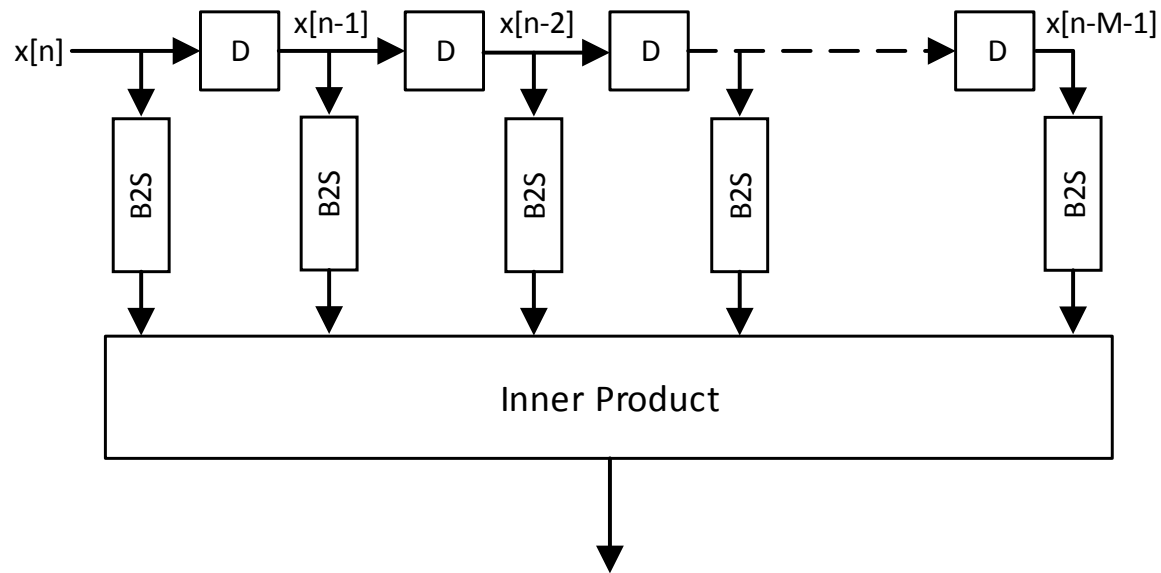 x[n]
D
x[n-1]
D
x[n-2]
D
D
x[n-M-1]
B2S
B2S
B2S
B2S
B2S
Inner Product